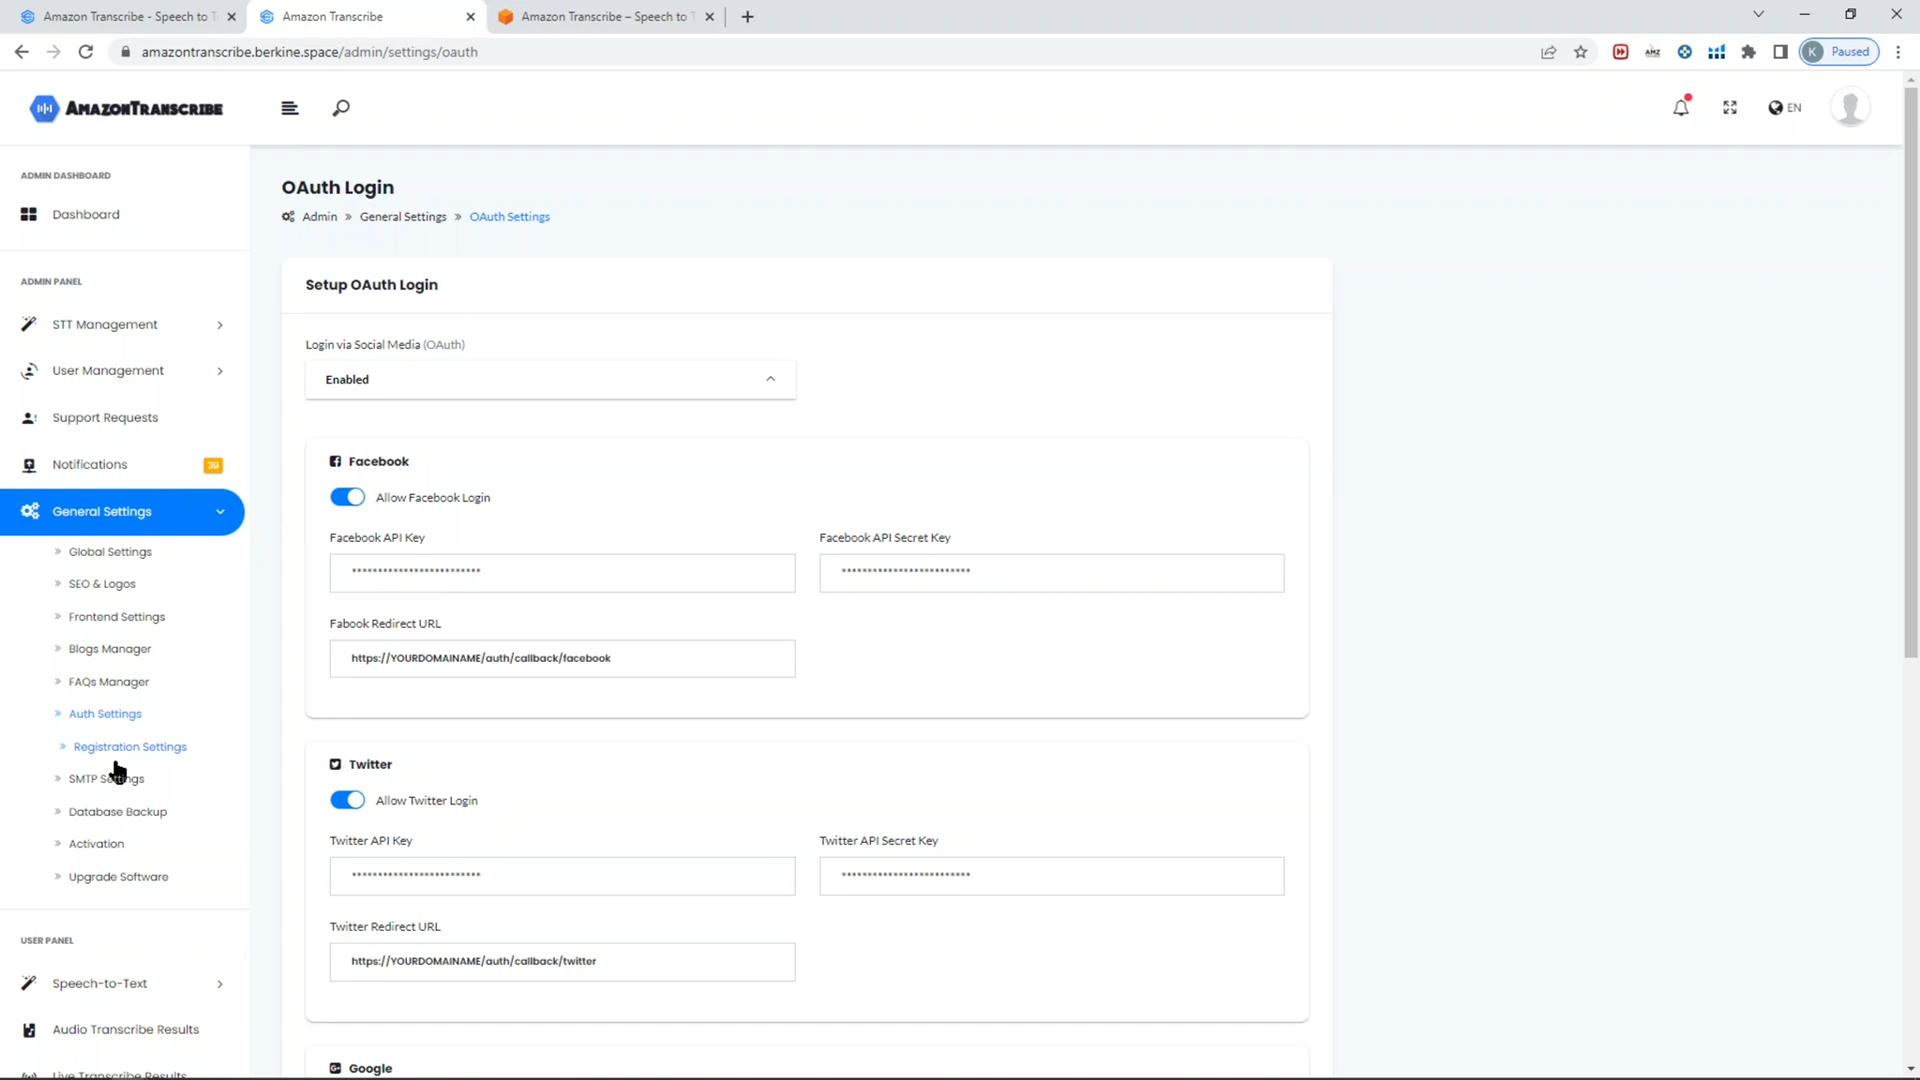 Amazon Transcribe - Speech to T
Amazon Transcribe
Amazon Transcribe – Speech to T
amazontranscribe.berkine.space/admin/settings/oauth
AMZ
K Paused
AMAZONTRANSCRIBE
EN
ADMIN DASHBOARD
Dashboard
ADMIN PANEL
STT Management
User Management
Support Requests
Notifications 39
General Settings
Global Settings
SEO & Logos
Frontend Settings
Blogs Manager
FAQs Manager
Auth Settings
Registration Settings
SMTP Settings
Database Backup
Activation
Upgrade Software
USER PANEL
Speech-to-Text
Audio Transcribe Results
Live Transcribe Results
OAuth Login
Admin » General Settings » OAuth Settings
Setup OAuth Login
Login via Social Media (OAuth)
Enabled
Facebook
Allow Facebook Login
Facebook API Key
Facebook API Secret Key
*************************
*************************
Fabook Redirect URL
https://YOURDOMAINAME/auth/callback/facebook
Twitter
Allow Twitter Login
Twitter API Key
Twitter API Secret Key
*************************
*************************
Twitter Redirect URL
https://YOURDOMAINAME/auth/callback/twitter
Google